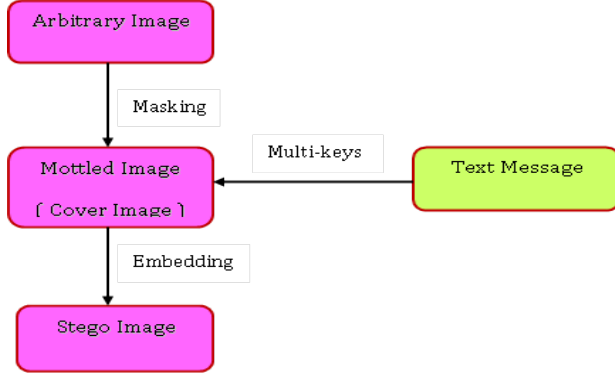 Arbitrary Image
Masking
Mottled Image
( Cover Image )
Multi-keys
Text Message
Embedding
Stego Image